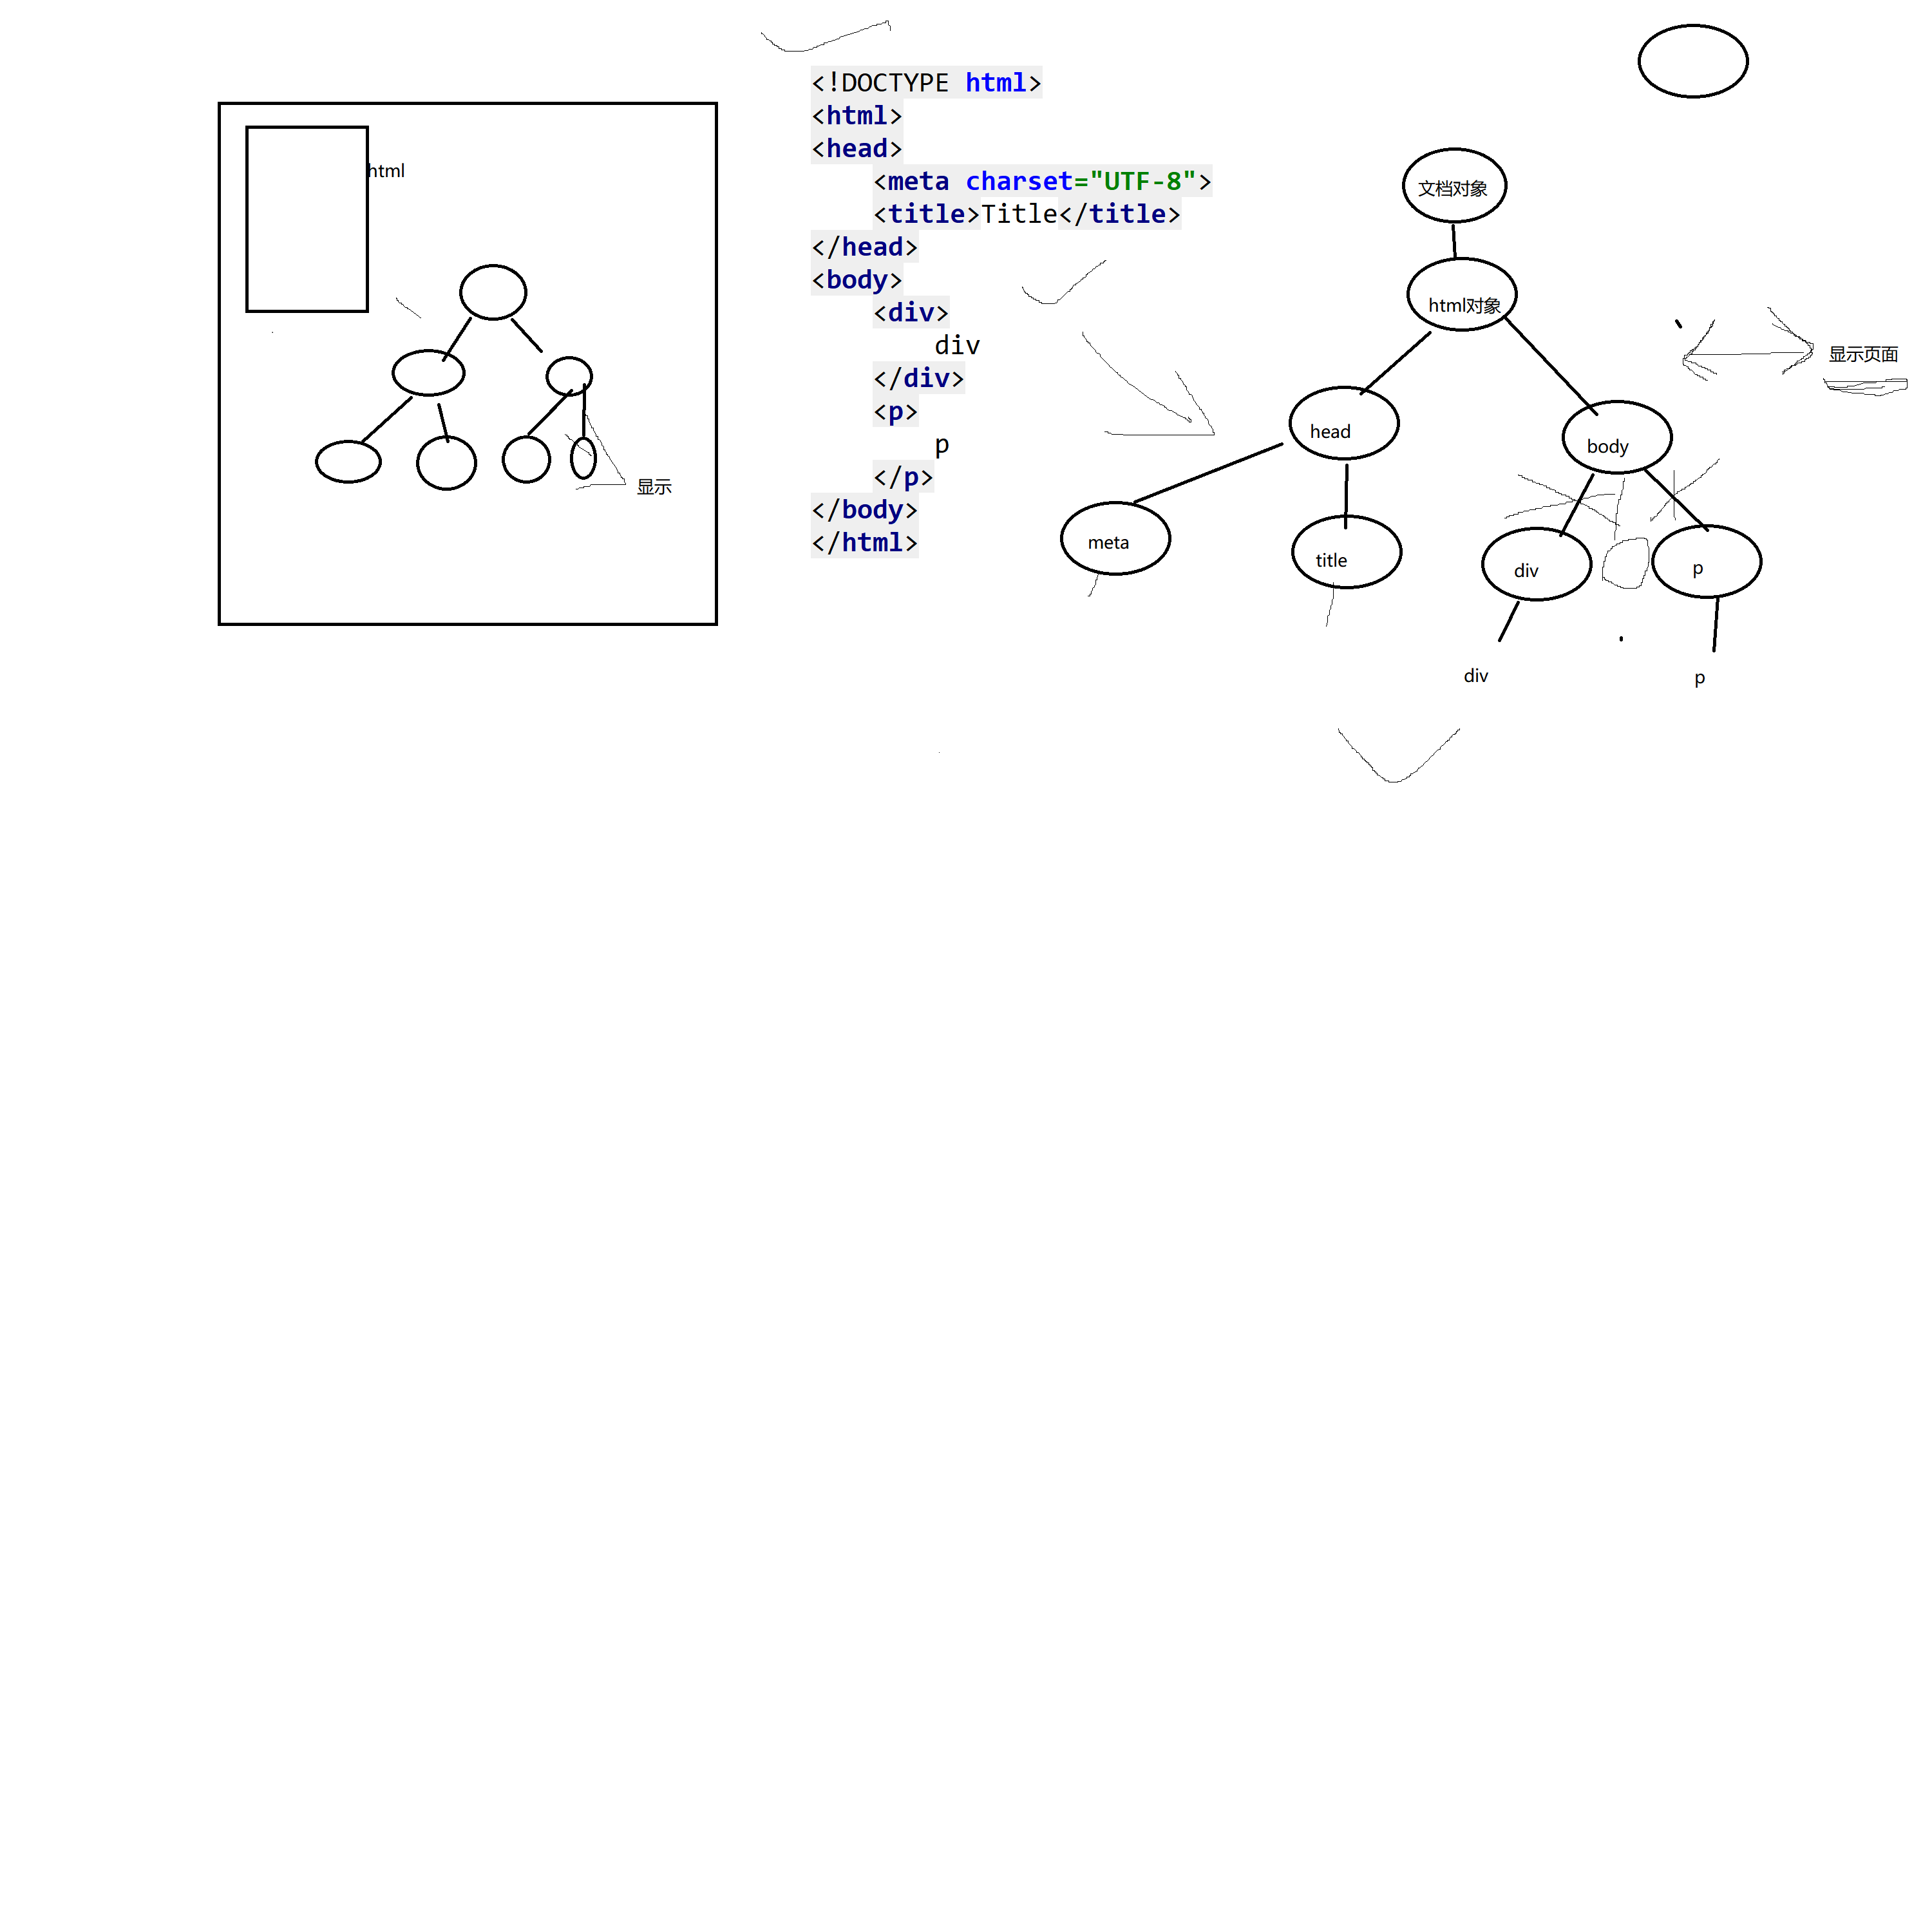 html
显示
<!DOCTYPE html>
<html>
<head>
    <meta charset="UTF-8">
    <title>Title</title>
</head>
<body>
    <div>
        div
    </div>
    <p>
        p
    </p>
</body>
</html>
文档对象
html对象
显示页面
head
body
meta
title
div
p
div
p